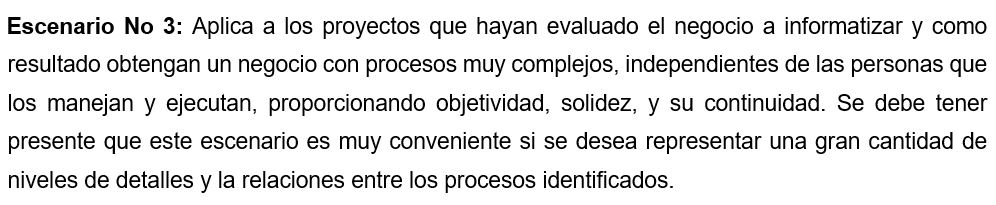 Escenario No 3: Aplica a los proyectos que hayan evaluado el negocio a informatizar y como
resultado obtengan un negocio con procesos muy complejos, independientes de las personas que
los manejan y ejecutan, proporcionando objetividad, solidez, y su continuidad. Se debe tener
presente que este escenario es muy conveniente si se desea representar una gran cantidad de
niveles de detalles y la relaciones entre los procesos identificados.